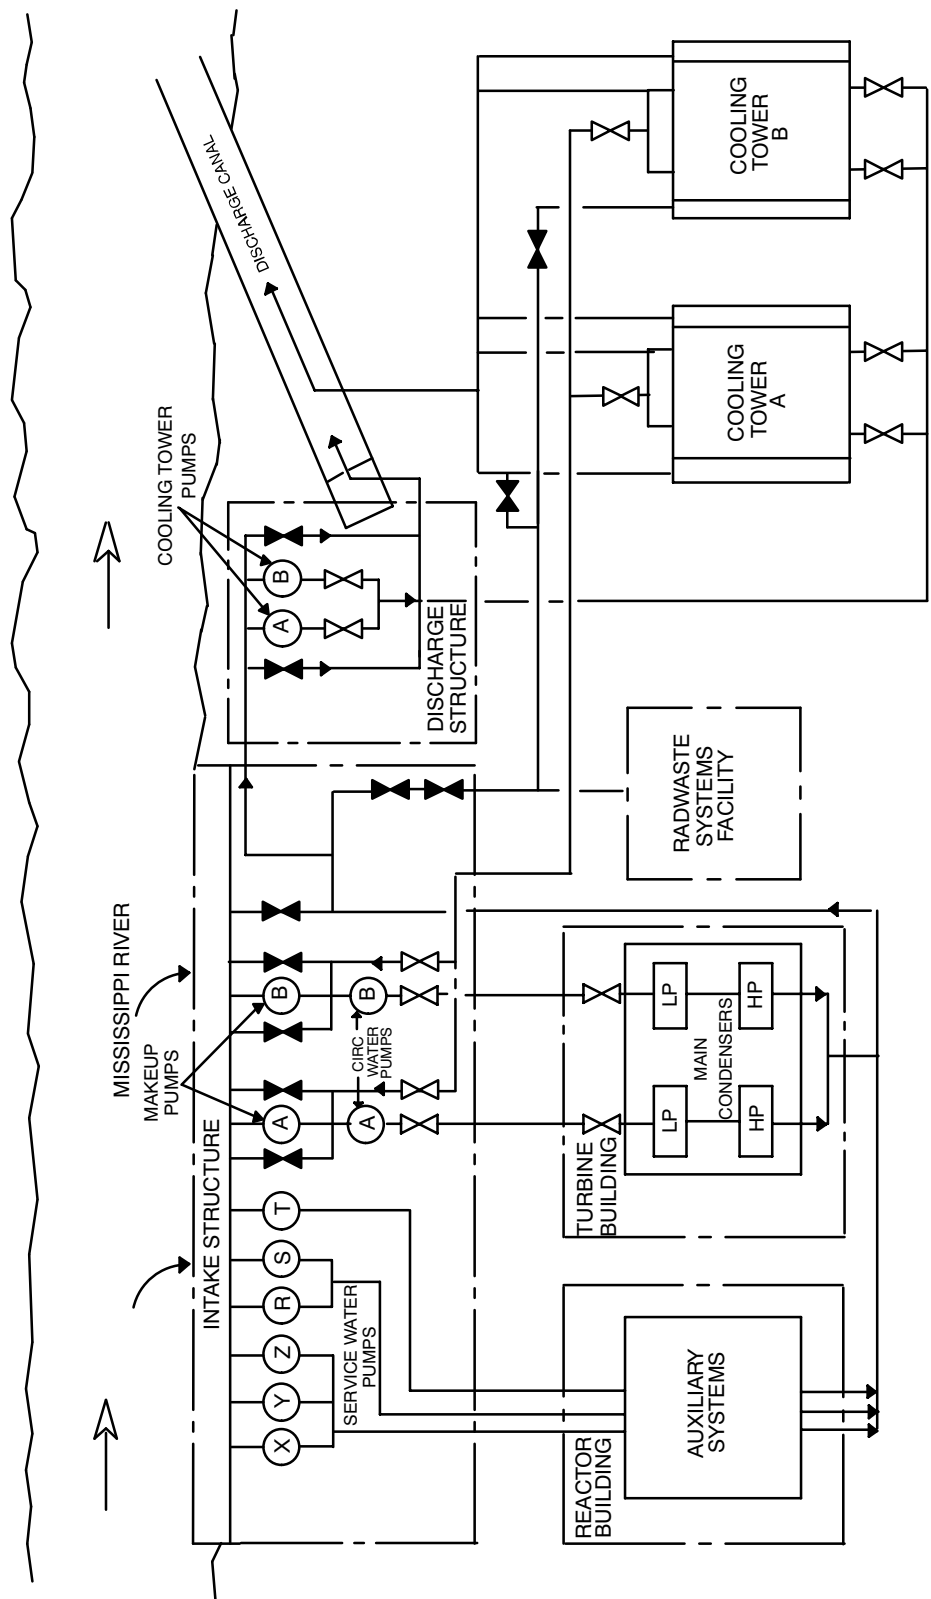 MISSISSIPPI RIVER
INTAKE STRUCTURE
X
Y
Z
R
S
T
SERVICE WATER
PUMPS
MAKEUP
PUMPS
A
B
CIRC
WATER
PUMPS
A
B
COOLING TOWER
PUMPS
A
B
DISCHARGE
STRUCTURE
DISCHARGE CANAL
REACTOR
BUILDING
AUXILIARY
SYSTEMS
TURBINE
BUILDING
LP
HP
MAIN
CONDENSERS
LP
HP
RADWASTE
SYSTEMS
FACILITY
COOLING
TOWER
A
COOLING
TOWER
B